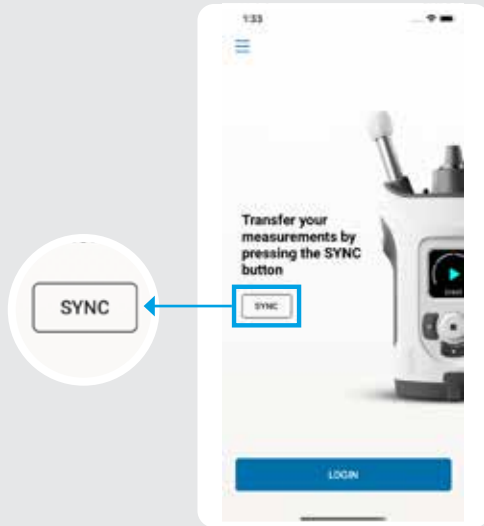 1:33
Transfer your
measurements by
pressing the SYNC
button
SYNC
SYNC
LOGIN